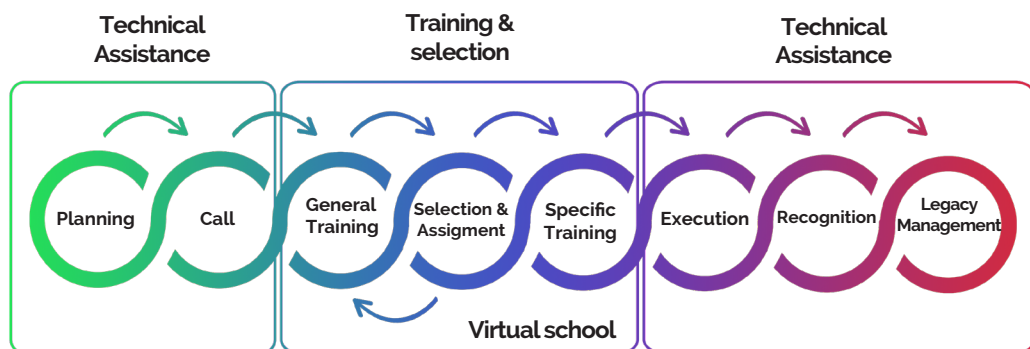 Technical
Assistance
Training &
selection
Technical
Assistance
Planning
Call
General
Training
Selection &
Assigment
Specific
Training
Execution
Recognition
Legacy
Management
Virtual school